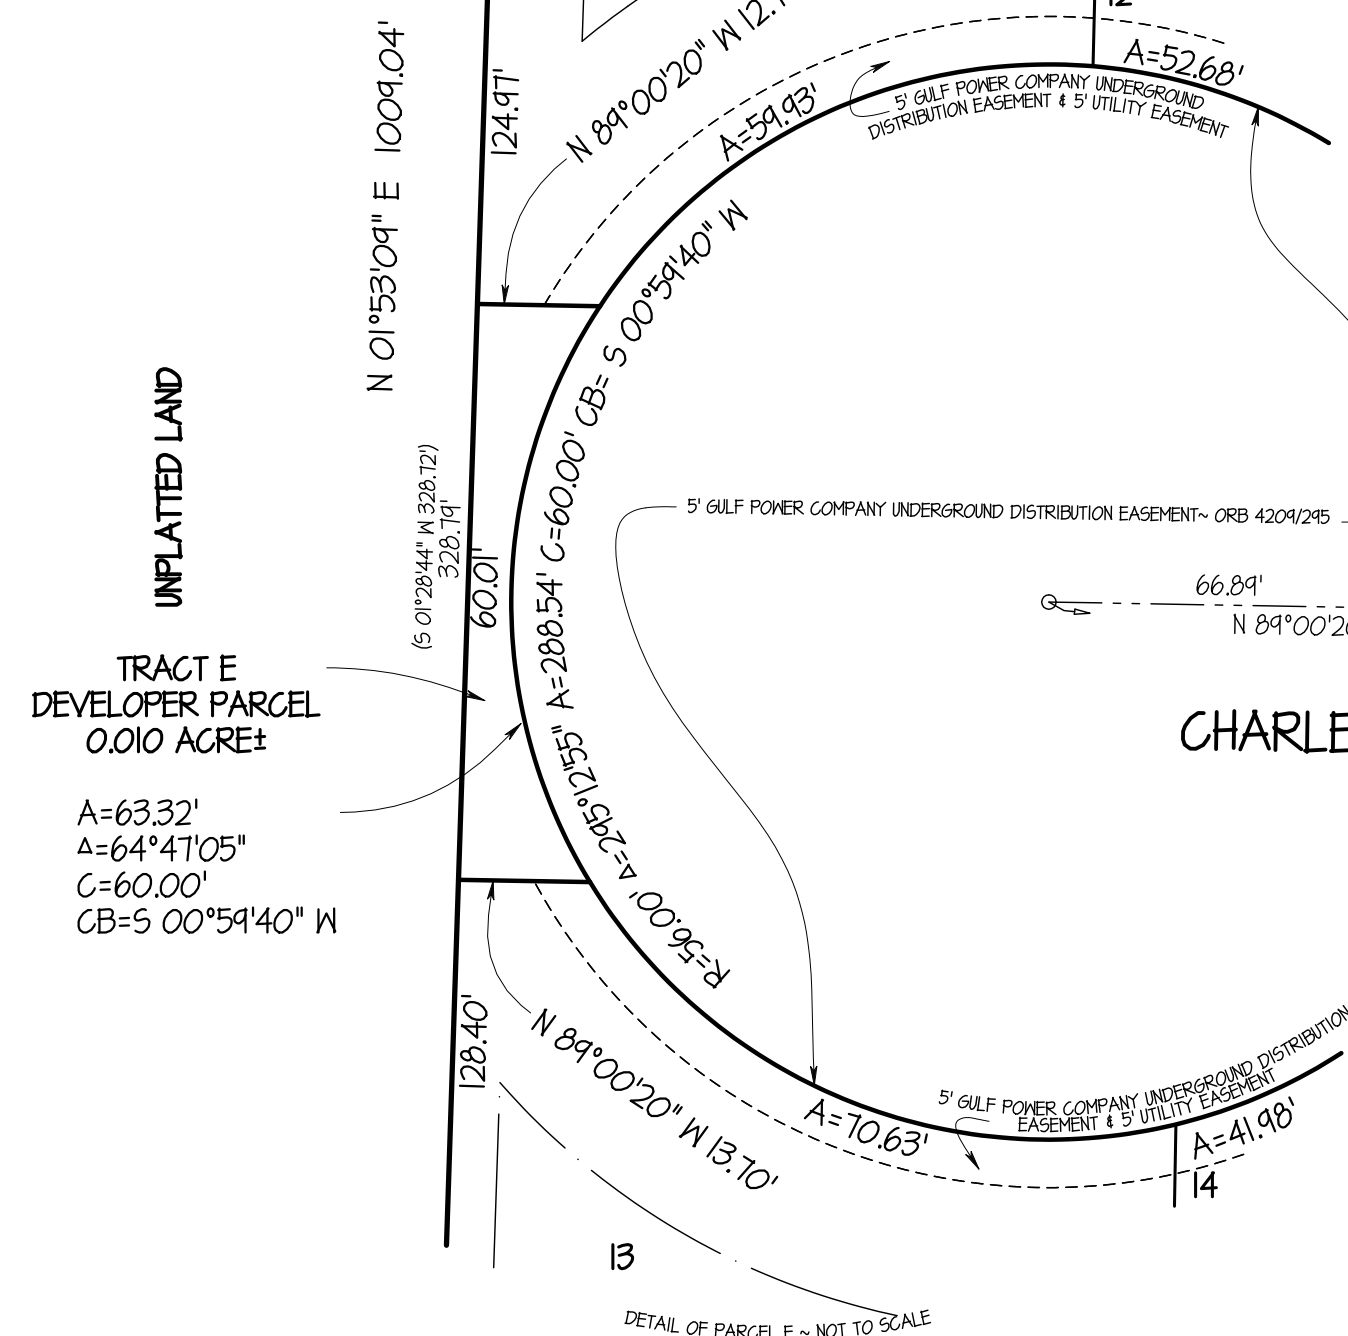 N 01°53'09" E 1009.04'
124.97'
N 89°00'20" W 12.
A=59.93'
A=52.68'
5' GULF POWER COMPANY UNDERGROUND
DISTRIBUTION EASEMENT & 5' UTILITY EASEMENT
UNPLATTED LAND
(S 01°28'44" W 328.72')
328.79'
60.01'
R=56.00' Δ=295°12'55" A=288.54' C=60.00' CB= S 00°59'40" W
5' GULF POWER COMPANY UNDERGROUND DISTRIBUTION EASEMENT~ ORB 4209/295
66.89'
N 89°00'20
TRACT E
DEVELOPER PARCEL
0.010 ACRE±
CHARLE
A=63.32'
Δ=64°47'05"
C=60.00'
CB=S 00°59'40" W
128.40'
N 89°00'20" W 13.70'
A=70.63'
5' GULF POWER COMPANY UNDERGROUND DISTRIBUTION
EASEMENT & 5' UTILITY EASEMENT
A=41.98'
14
13
DETAIL OF PARCEL E ~ NOT TO SCALE